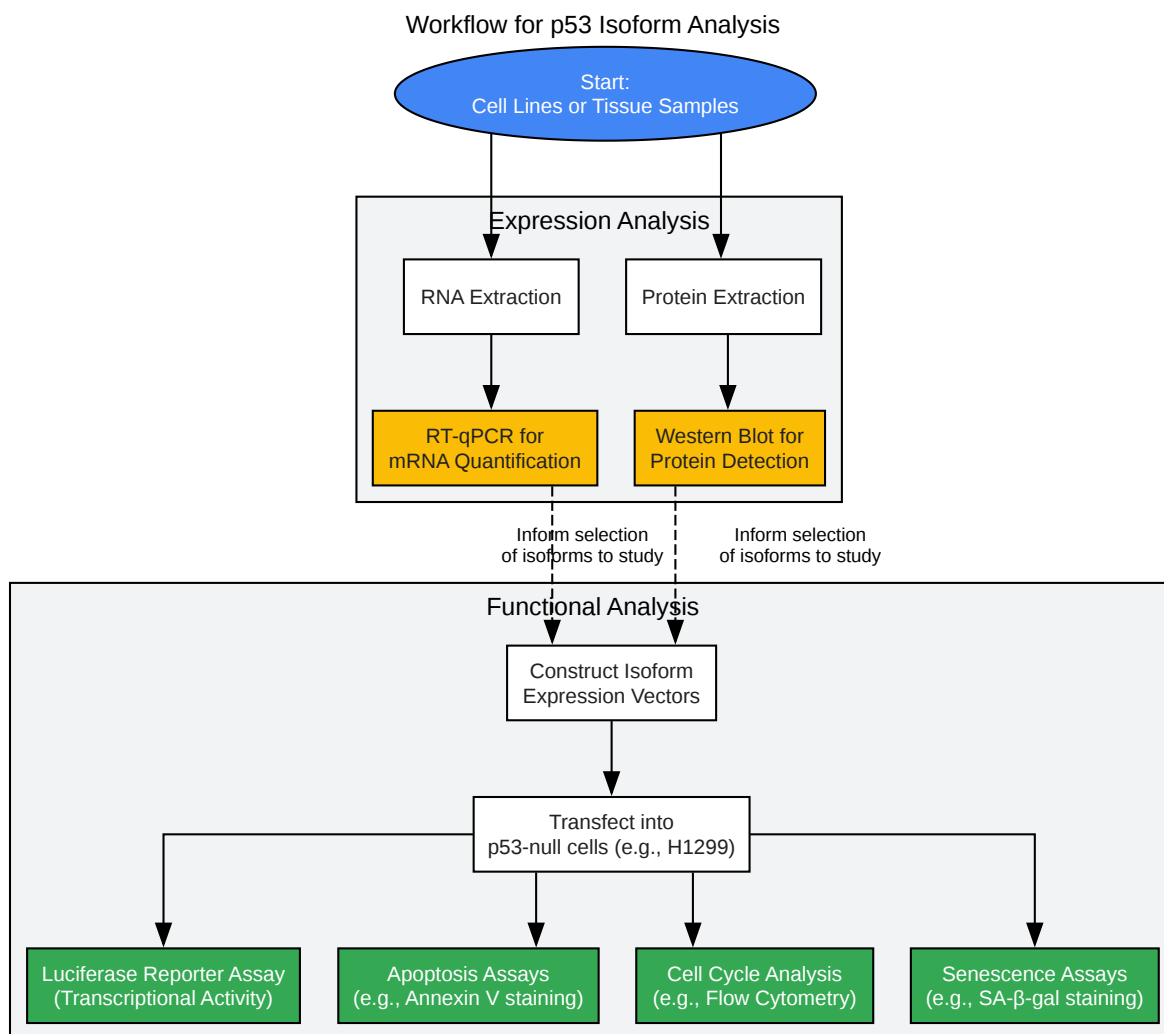 Workflow for p53 Isoform Analysis
Start:
Cell Lines or Tissue Samples
Expression Analysis
RNA Extraction
Protein Extraction
RT-qPCR for
mRNA Quantification
Western Blot for
Protein Detection
Inform selection
of isoforms to study
Inform selection
of isoforms to study
Functional Analysis
Construct Isoform
Expression Vectors
Transfect into
p53-null cells (e.g., H1299)
Luciferase Reporter Assay
(Transcriptional Activity)
Apoptosis Assays
(e.g., Annexin V staining)
Cell Cycle Analysis
(e.g., Flow Cytometry)
Senescence Assays
(e.g., SA-β-gal staining)